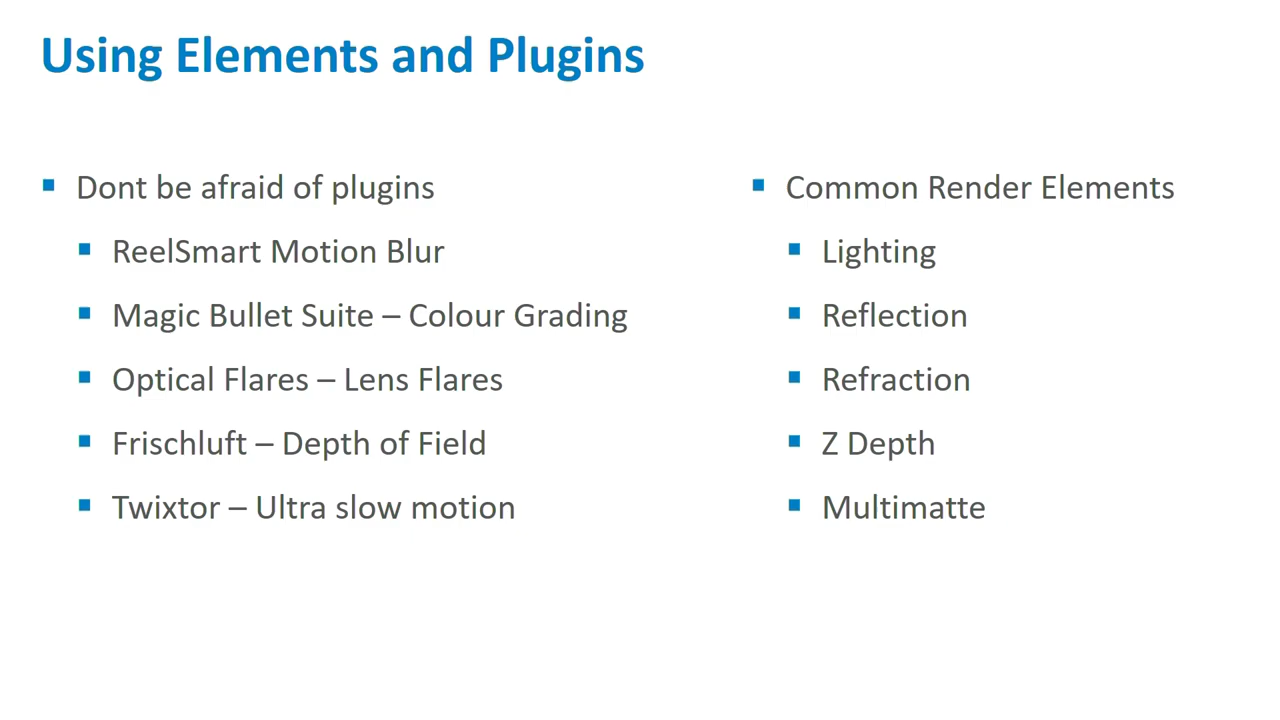 Using Elements and Plugins
Dont be afraid of plugins
ReelSmart Motion Blur
Magic Bullet Suite – Colour Grading
Optical Flares – Lens Flares
Frischluft – Depth of Field
Twixtor – Ultra slow motion
Common Render Elements
Lighting
Reflection
Refraction
Z Depth
Multimatte